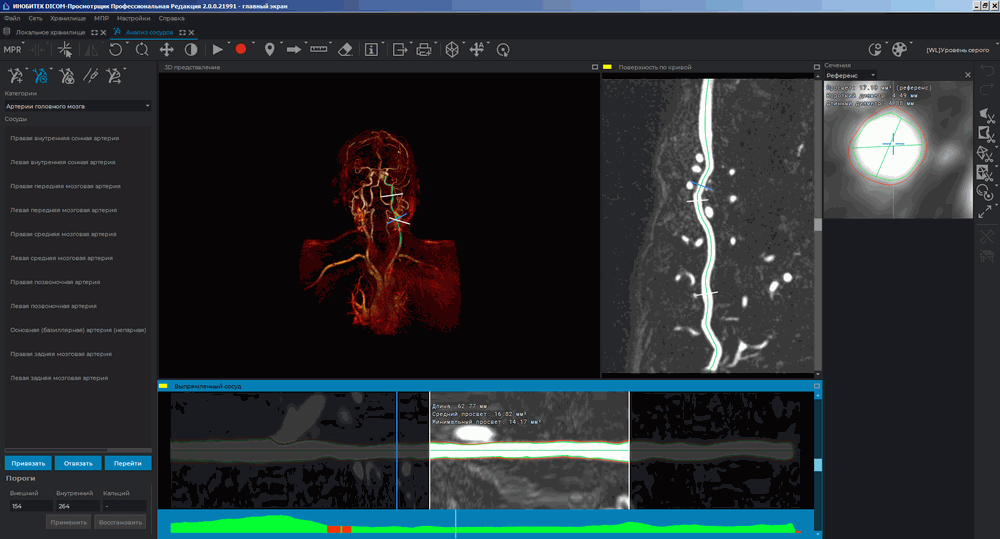 ИНОБИТЕК DICOM-Просмотрщик Профессиональная Редакция 2.0.0.21991 - главный экран
Файл Сеть Хранилище МПР Настройки Справка
Локальное хранилище Анализ сосудов
MPR
[WL]Уровень серого
3D представление
Поверхность по кривой
Сечения
Референс
Просвет: 17.19 мм² (референс)
Короткий диаметр: 4.49 мм
Длинный диаметр: 4.88 мм
Категории
Артерии головного мозга
Сосуды
Правая внутренняя сонная артерия
Левая внутренняя сонная артерия
Правая передняя мозговая артерия
Левая передняя мозговая артерия
Правая средняя мозговая артерия
Левая средняя мозговая артерия
Правая позвоночная артерия
Левая позвоночная артерия
Основная (базиллярная) артерия (непарная)
Правая задняя мозговая артерия
Левая задняя мозговая артерия
Привязать Отвязать Перейти
Пороги
Внешний Внутренний Кальций
154 264 -
Применить Восстановить
Выпрямленный сосуд
Длина: 62.77 мм
Средний просвет: 16.82 мм²
Минимальный просвет: 14.17 мм²